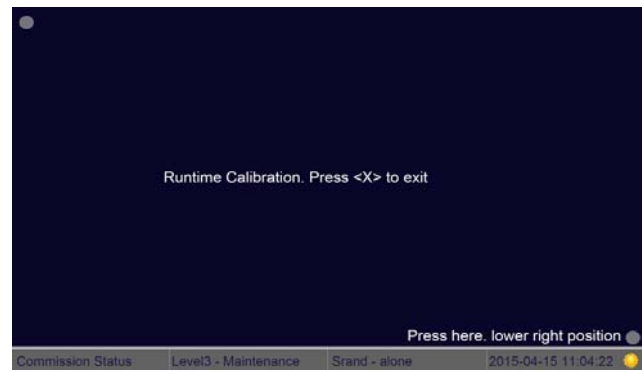 Runtime Calibration. Press <X> to exit
Press here. lower right position
Commission Status Level3 - Maintenance Srand - alone 2015-04-15 11:04:22